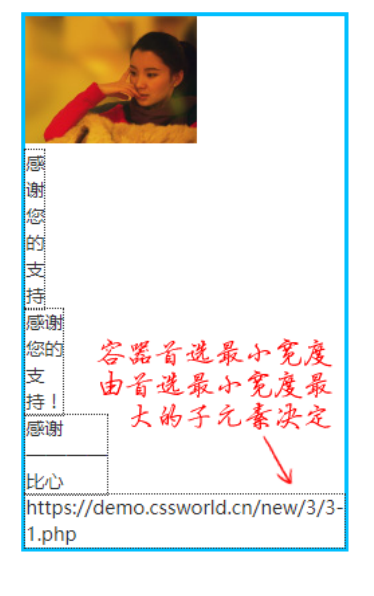 感
谢
您
的
支
持
感谢
您的
支
持！
容器首选最小宽度
由首选最小宽度最
大的子元素决定
感谢
————
比心
https://demo.cssworld.cn/new/3/3-
1.php